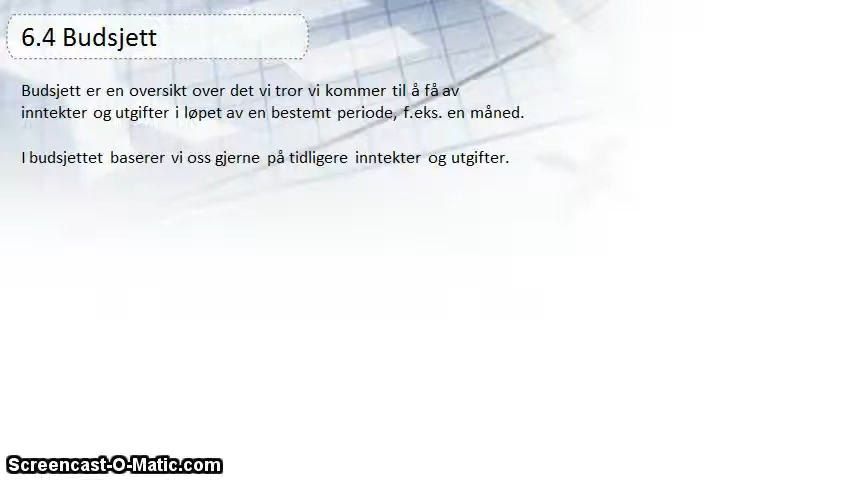 6.4 Budsjett
Budsjett er en oversikt over det vi tror vi kommer til å få av
inntekter og utgifter i løpet av en bestemt periode, f.eks. en måned.
I budsjettet baserer vi oss gjerne på tidligere inntekter og utgifter.
Screencast-O-Matic.com